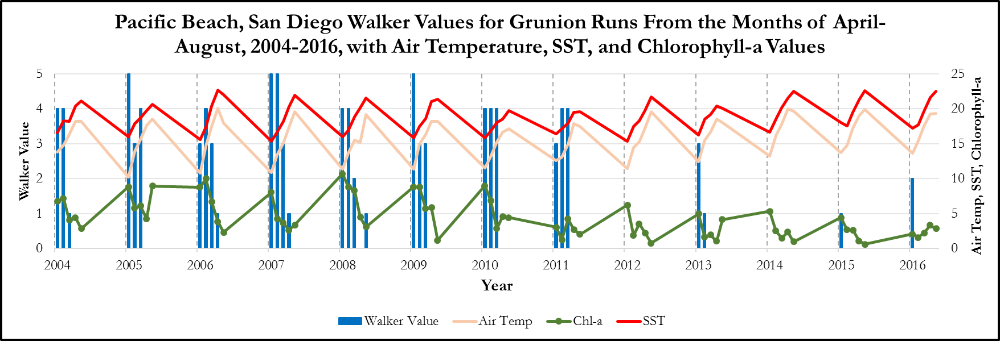 Pacific Beach, San Diego Walker Values for Grunion Runs From the Months of April-
August, 2004-2016, with Air Temperature, SST, and Chlorophyll-a Values
5
4
3
2
1
0
Walker Value
25
20
15
10
5
0
Air Temp, SST, Chlorophyll-a
2004 2005 2006 2007 2008 2009 2010 2011 2012 2013 2014 2015 2016
Year
Walker Value Air Temp Chl-a SST